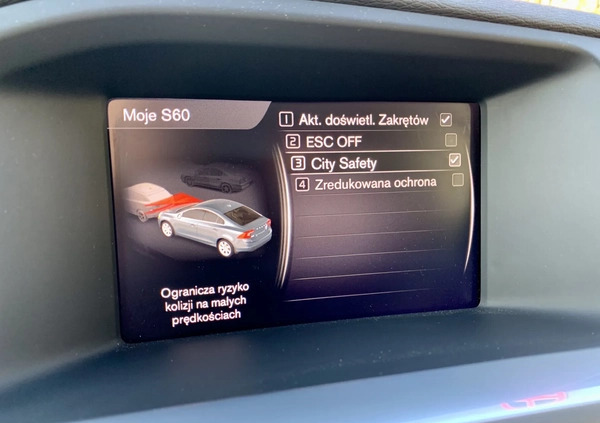 Moje S60
1 Akt. doświetl. Zakrętów
2 ESC OFF
3 City Safety
4 Zredukowana ochrona
Ogranicza ryzyko
kolizji na małych
prędkościach